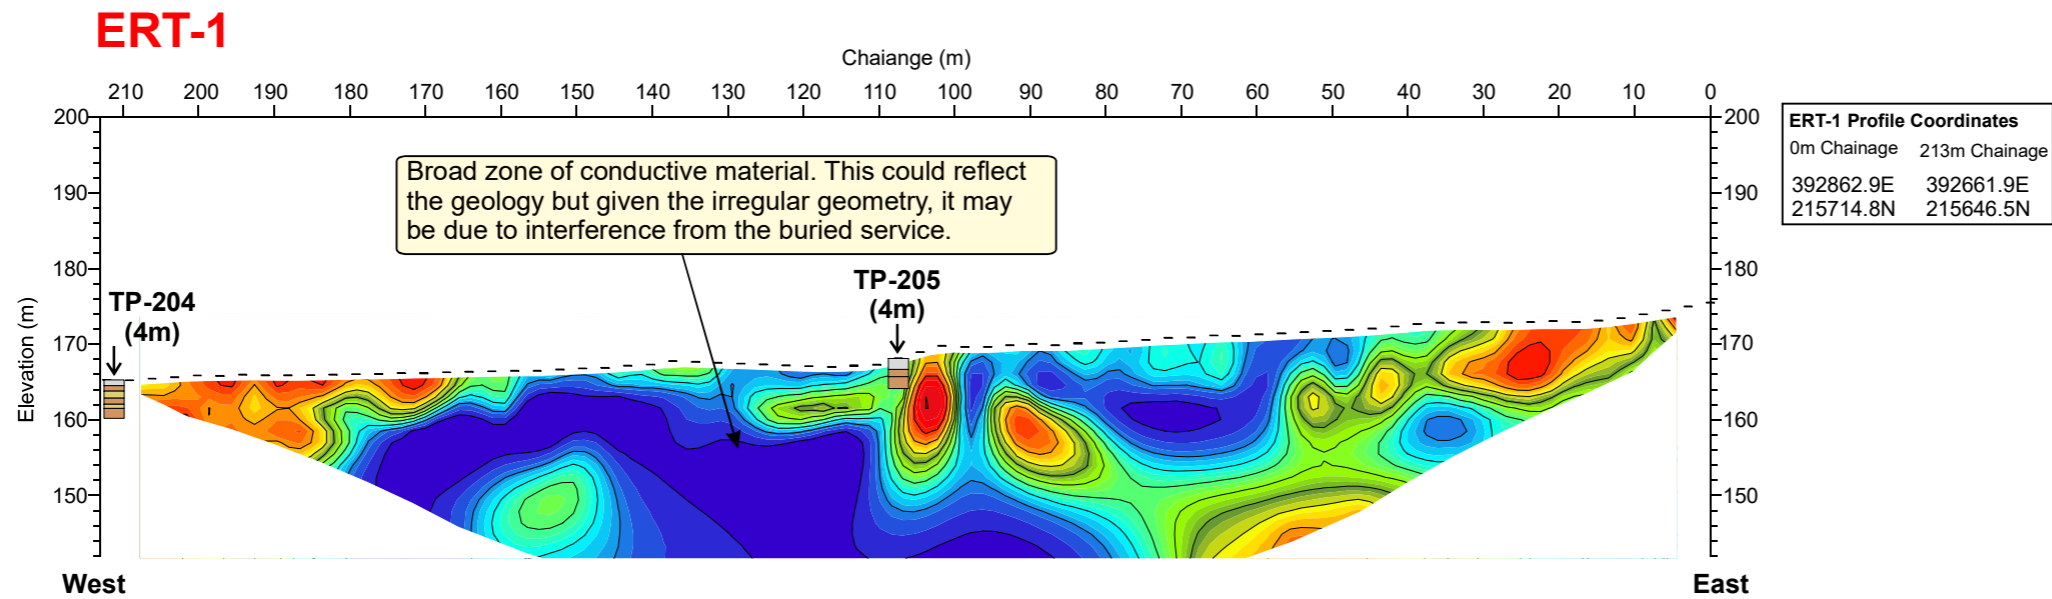 ERT-1
Chaiange (m)
210 200 190 180 170 160 150 140 130 120 110 100 90 80 70 60 50 40 30 20 10 0
200 200
190 190
180 180
170 170
160 160
150 150
Elevation (m)
Broad zone of conductive material. This could reflect
the geology but given the irregular geometry, it may
be due to interference from the buried service.
TP-204
(4m)
TP-205
(4m)
ERT-1 Profile Coordinates
0m Chainage 213m Chainage
392862.9E 392661.9E
215714.8N 215646.5N
West East